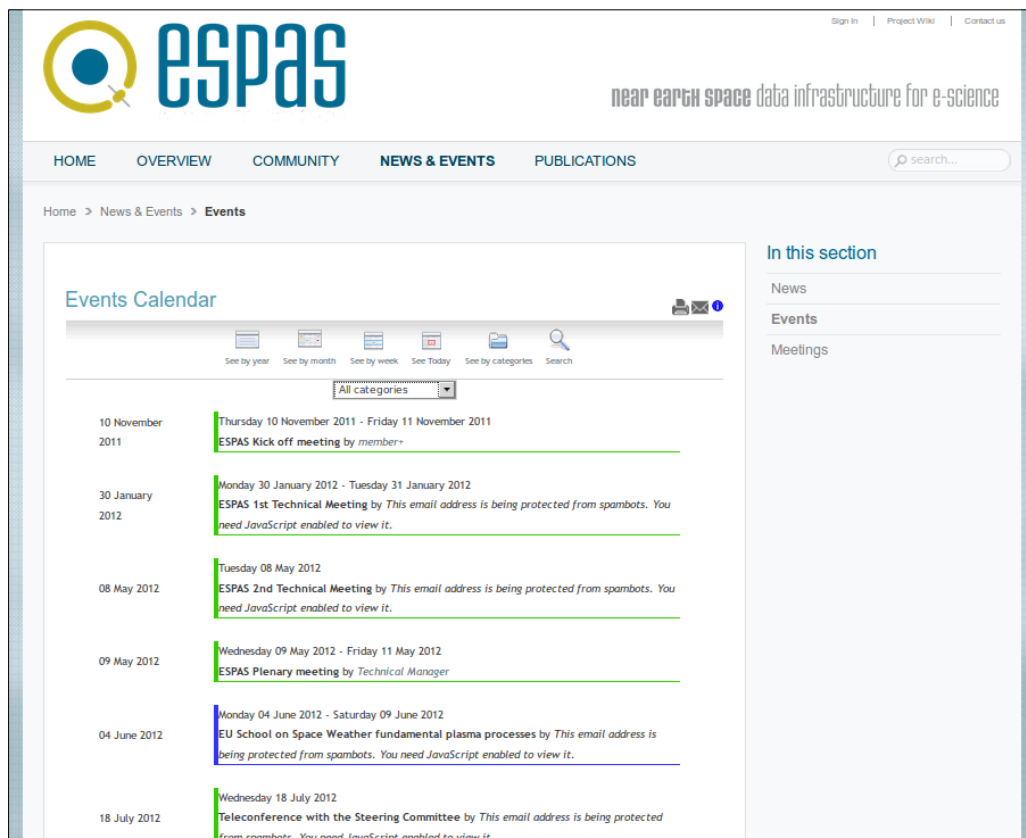 Sign In | Project Wiki | Contact us
espas
near earth space data infrastructure for e-science
HOME OVERVIEW COMMUNITY NEWS & EVENTS PUBLICATIONS search...
Home > News & Events > Events
In this section
News
Events
Meetings
Events Calendar
See by year See by month See by week See Today See by categories Search
All categories
10 November
2011
Thursday 10 November 2011 - Friday 11 November 2011
ESPAS Kick off meeting by member+
30 January
2012
Monday 30 January 2012 - Tuesday 31 January 2012
ESPAS 1st Technical Meeting by This email address is being protected from spambots. You
need JavaScript enabled to view it.
08 May 2012
Tuesday 08 May 2012
ESPAS 2nd Technical Meeting by This email address is being protected from spambots. You
need JavaScript enabled to view it.
09 May 2012
Wednesday 09 May 2012 - Friday 11 May 2012
ESPAS Plenary meeting by Technical Manager
04 June 2012
Monday 04 June 2012 - Saturday 09 June 2012
EU School on Space Weather fundamental plasma processes by This email address is
being protected from spambots. You need JavaScript enabled to view it.
18 July 2012
Wednesday 18 July 2012
Teleconference with the Steering Committee by This email address is being protected
from spambots. You need JavaScript enabled to view it.